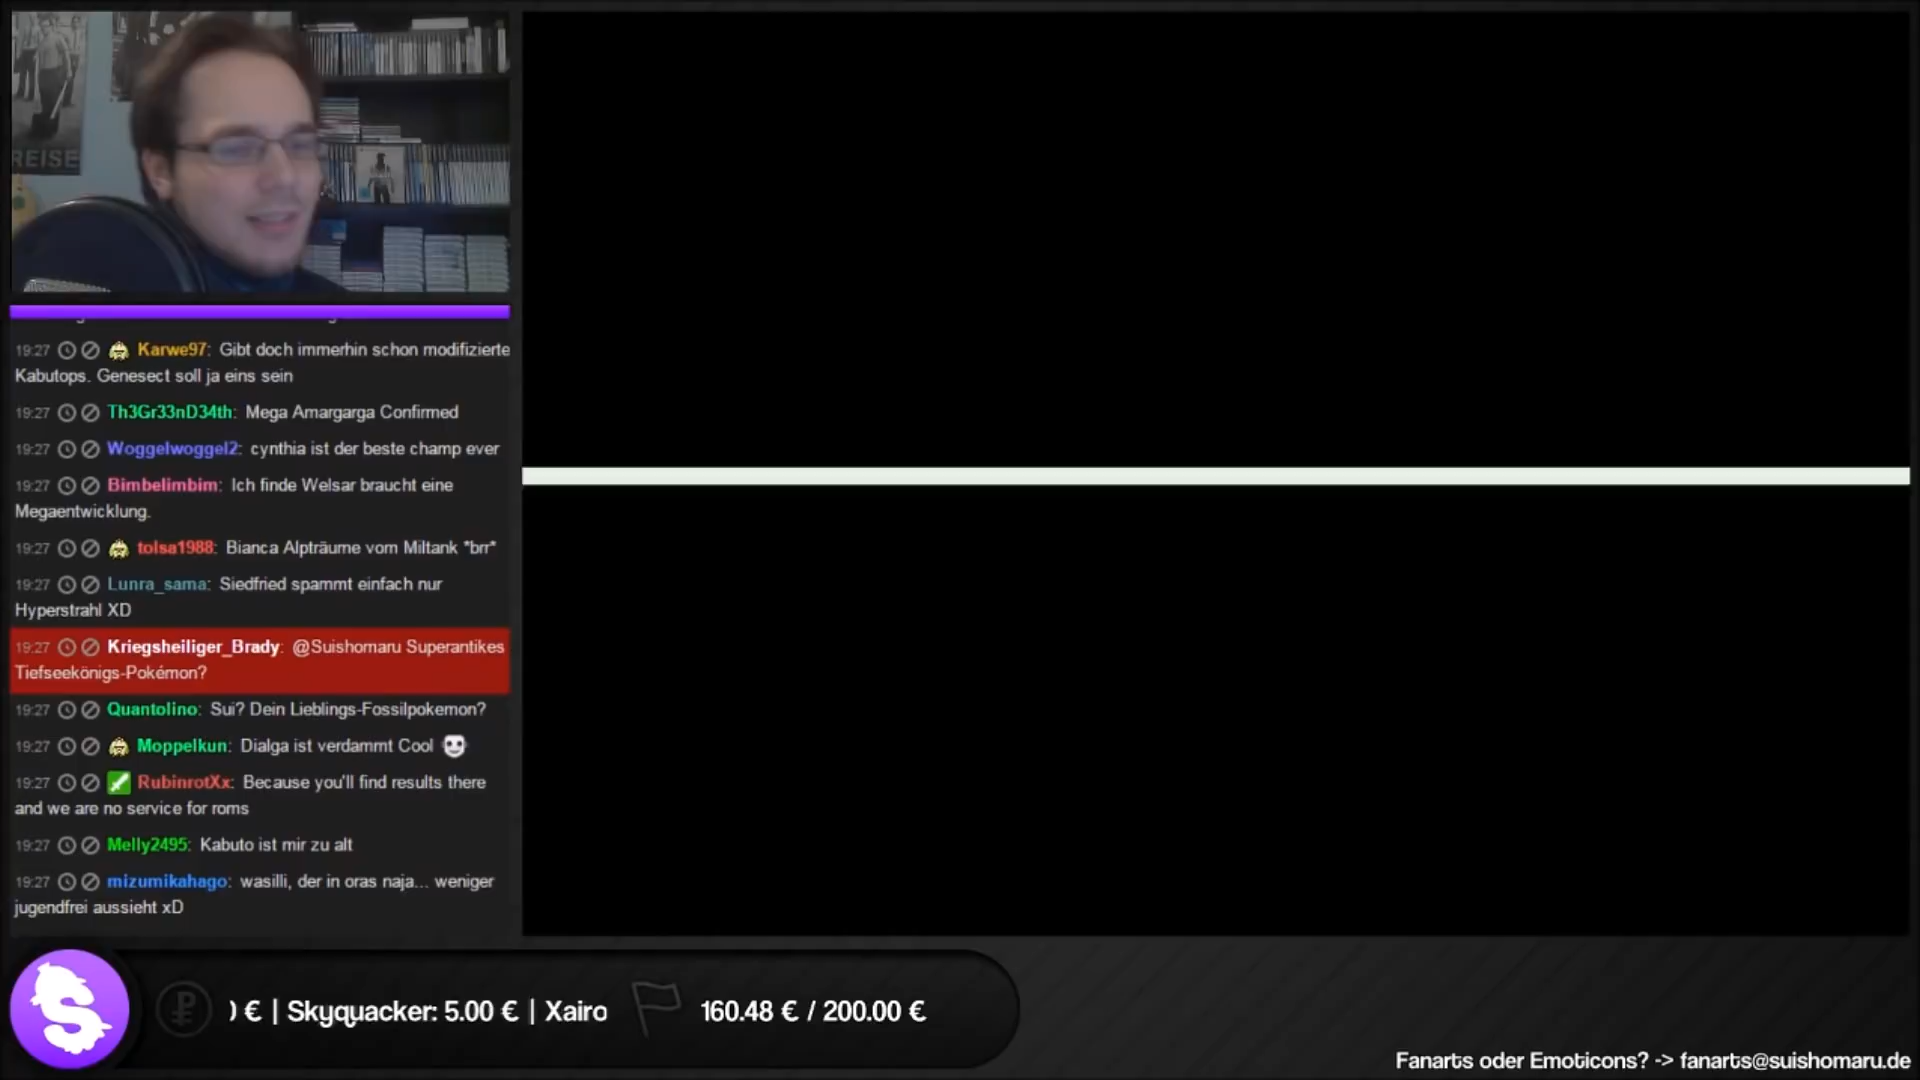 REISE
19:27 Karwe97: Gibt doch immerhin schon modifizierte
Kabutops. Genesect soll ja eins sein
19:27 Th3Gr33nD34th: Mega Amargarga Confirmed
19:27 Woggelwoggel2: cynthia ist der beste champ ever
19:27 Bimbelimbim: Ich finde Welsar braucht eine
Megaentwicklung.
19:27 tolsa1988: Bianca Alpträume vom Miltank *brr*
19:27 Lunra_sama: Siedfried spammt einfach nur
Hyperstrahl XD
19:27 Kriegsheiliger_Brady: @Suishomaru Superantikes
Tiefseekönigs-Pokémon?
19:27 Quantolino: Sui? Dein Lieblings-Fossilpokemon?
19:27 Moppelkun: Dialga ist verdammt Cool
19:27 RubinrotXx: Because you'll find results there
and we are no service for roms
19:27 Melly2495: Kabuto ist mir zu alt
19:27 mizumikahago: wasilli, der in oras naja... weniger
jugendfrei aussieht xD
€ | Skyquacker: 5.00 € | Xairo
160.48 € / 200.00 €
Fanarts oder Emoticons? -> fanarts@suishomaru.de